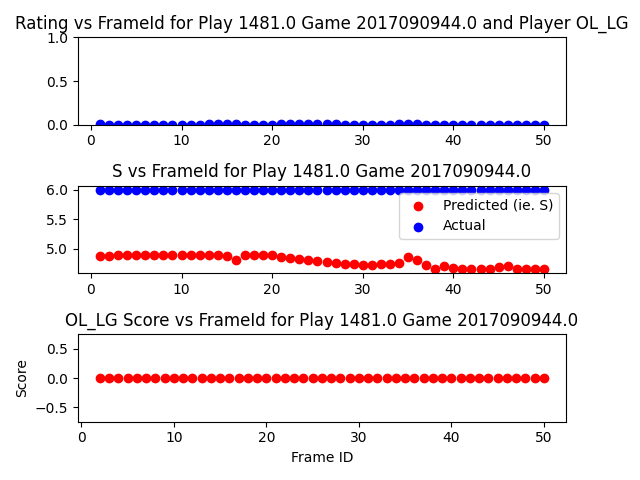 Rating vs FrameId for Play 1481.0 Game 2017090944.0 and Player OL_LG
1.0
0.5
0.0
0 10 20 30 40 50
S vs FrameId for Play 1481.0 Game 2017090944.0
6.0
5.5
5.0
Predicted (ie. S)
Actual
0 10 20 30 40 50
OL_LG Score vs FrameId for Play 1481.0 Game 2017090944.0
Score
0.5
0.0
−0.5
0 10 20 30 40 50
Frame ID